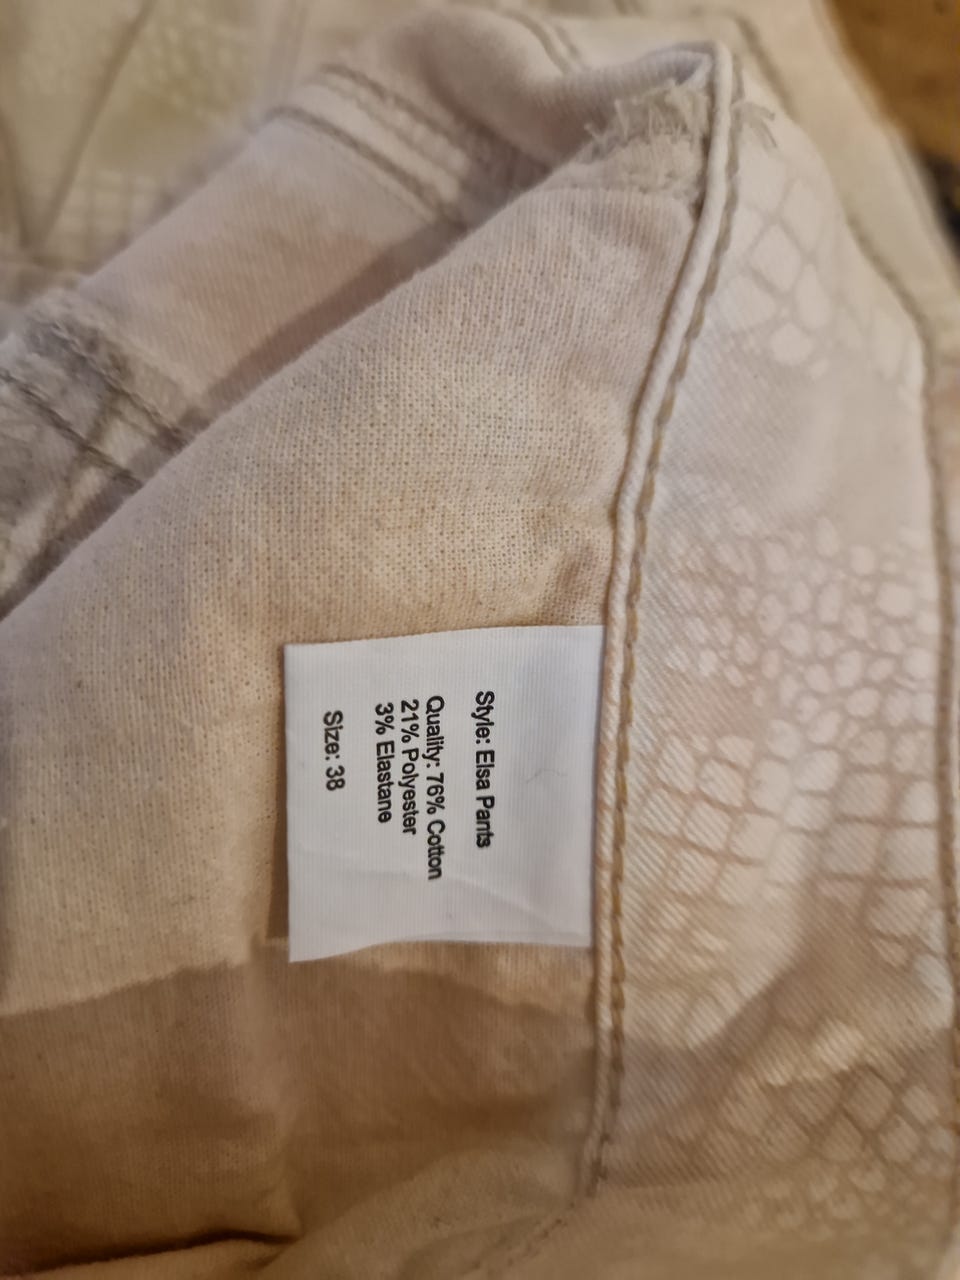 Style: Elsa Pants
Quality: 76% Cotton
21% Polyester
3% Elastane
Size: 38